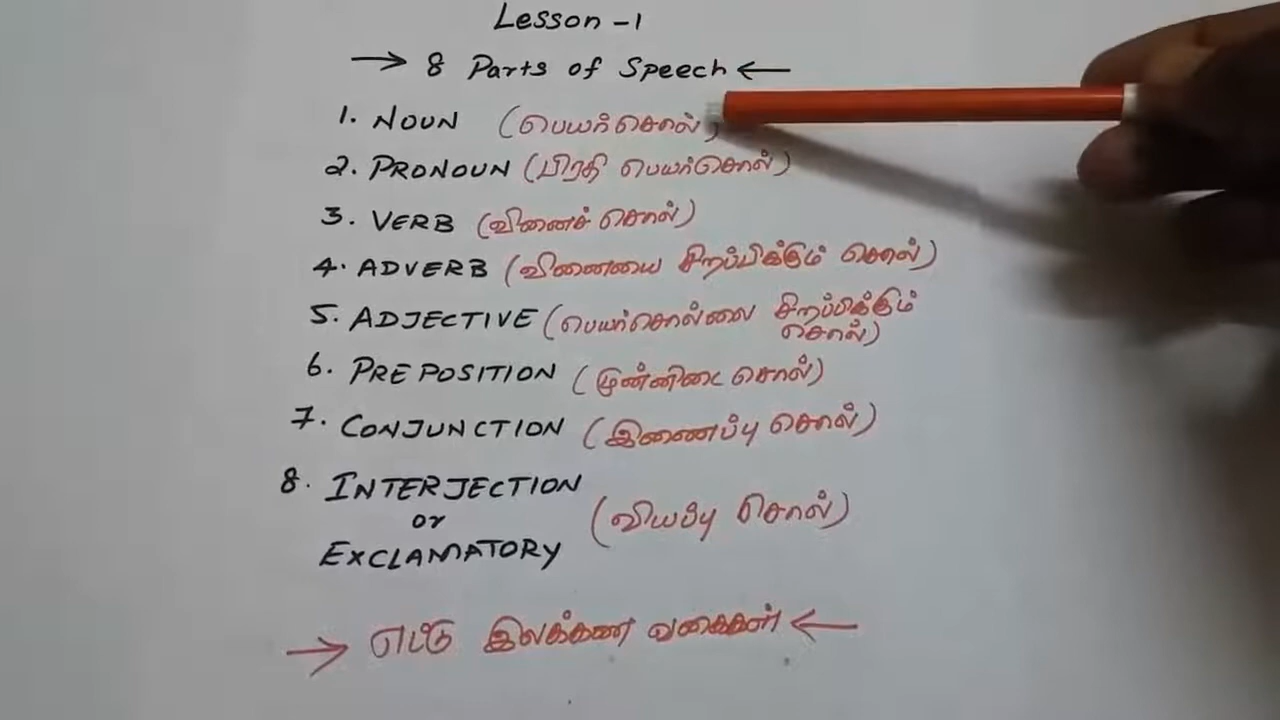 Lesson -1
→ 8 Parts of Speech ←
1. NOUN (பெயர்சொல்)
2. PRONOUN (பிரதி பெயர்சொல்)
3. VERB (வினைச் சொல்)
4. ADVERB (வினையை சிறப்பிக்கும் சொல்)
5. ADJECTIVE (பெயர்சொல்லை சிறப்பிக்கும்
சொல்)
6. PREPOSITION (முன்னிடை சொல்)
7. CONJUNCTION (இணைப்பு சொல்)
8. INTERJECTION
or
EXCLAMATORY (வியப்பு சொல்)
→ எட்டு இலக்கண வகைகள் ←